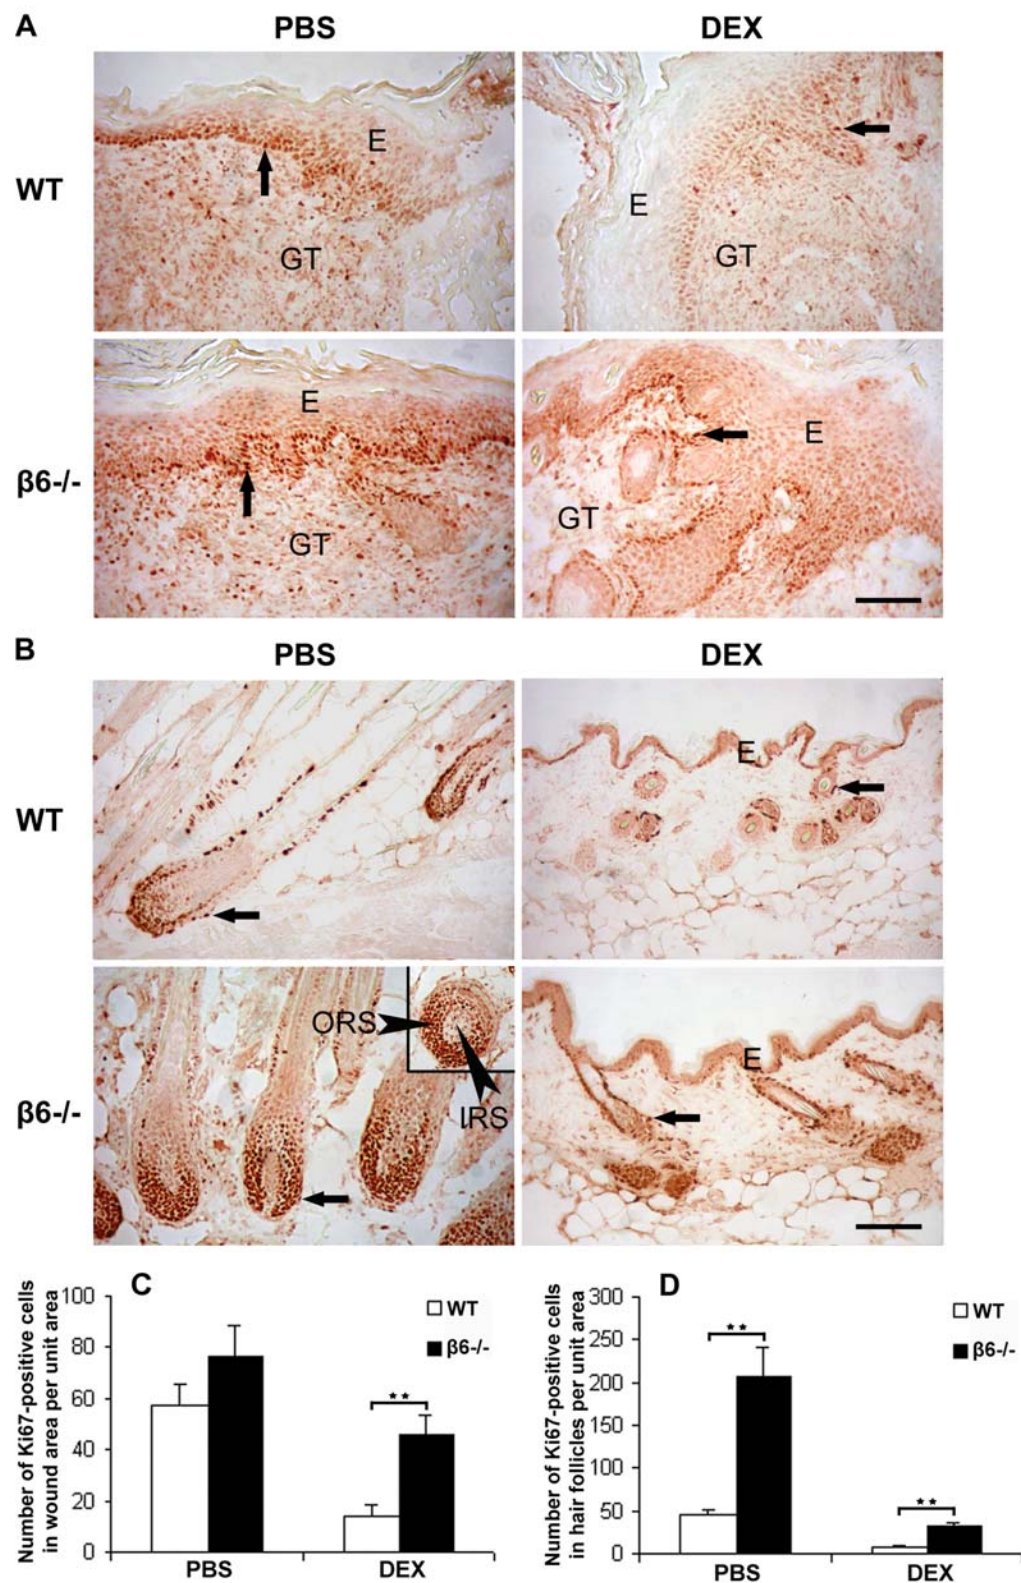 A
PBS
DEX
WT
E
GT
E
GT
β6-/-
E
GT
E
GT
B
PBS
DEX
WT
E
β6-/-
ORS
IRS
E
C
Number of Ki67-positive cells
in wound area per unit area
100
80
60
40
20
0
WT
β6-/-
★★
PBS
DEX
D
Number of Ki67-positive cells
in hair follicles per unit area
300
250
200
150
100
50
0
WT
β6-/-
★★
★★
PBS
DEX